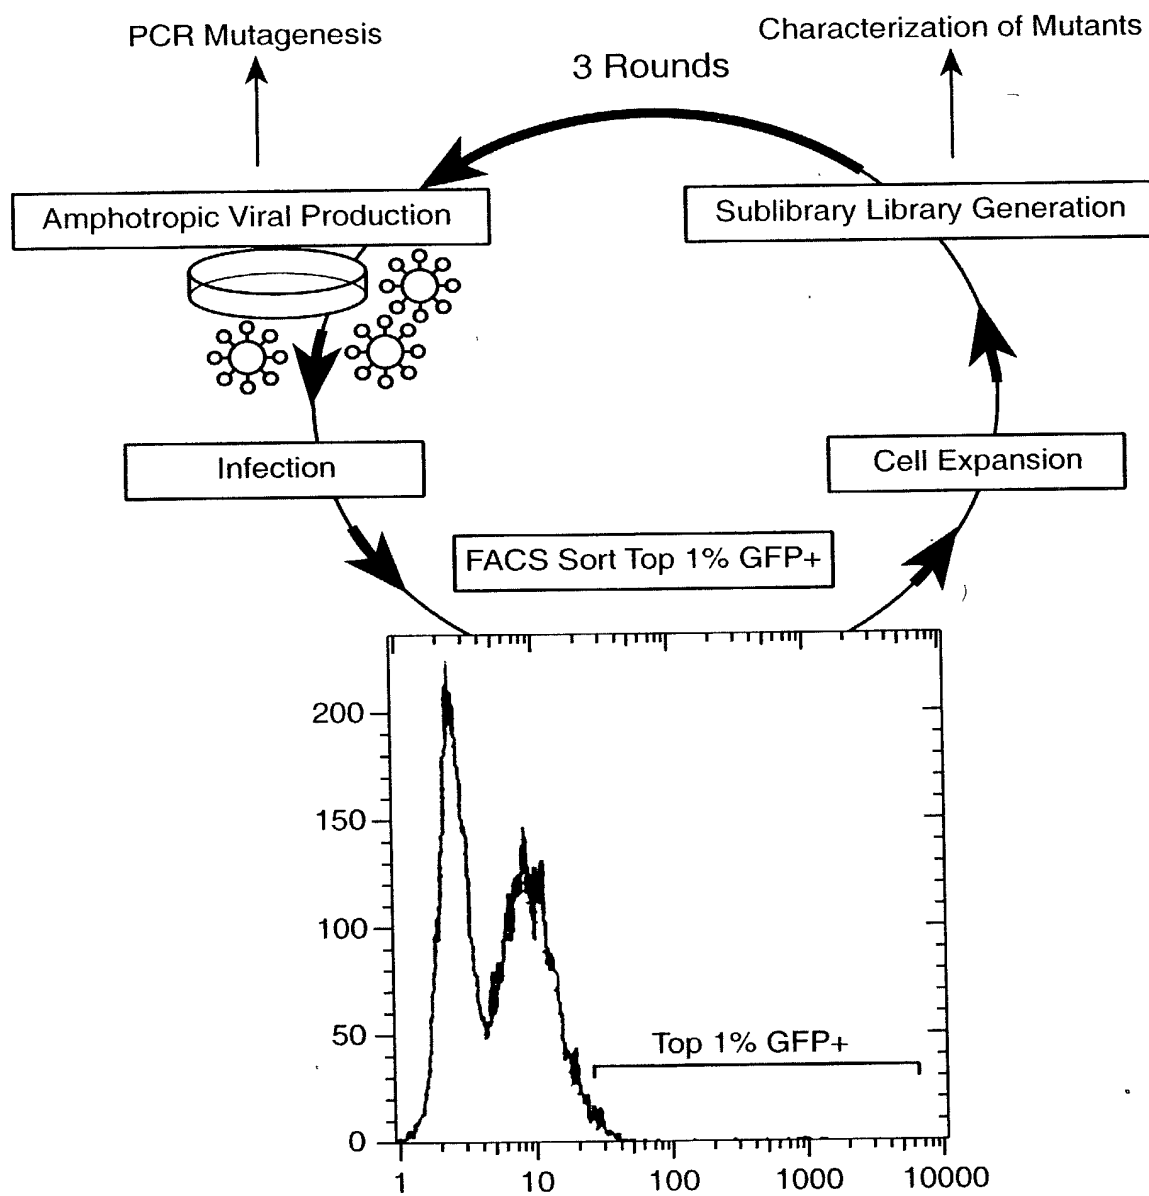 PCR Mutagenesis
Characterization of Mutants
3 Rounds
Amphotropic Viral Production
Sublibrary Library Generation
Infection
Cell Expansion
FACS Sort Top 1% GFP+
200
150
100
50
0
Top 1% GFP+
1
10
100
1000
10000